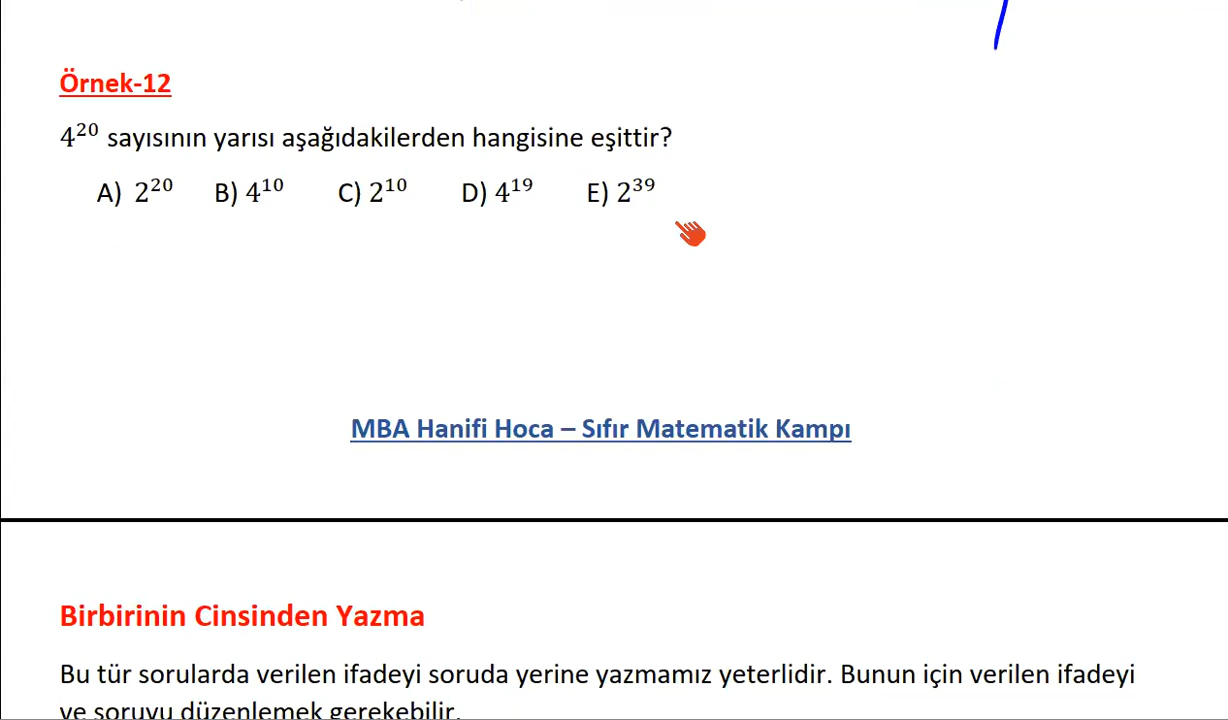 Örnek-12
4²⁰ sayısının yarısı aşağıdakilerden hangisine eşittir?
A) 2²⁰ B) 4¹⁰ C) 2¹⁰ D) 4¹⁹ E) 2³⁹
MBA Hanifi Hoca – Sıfır Matematik Kampı
Birbirinin Cinsinden Yazma
Bu tür sorularda verilen ifadeyi soruda yerine yazmamız yeterlidir. Bunun için verilen ifadeyi
ve soruyu düzenlemek gerekebilir.